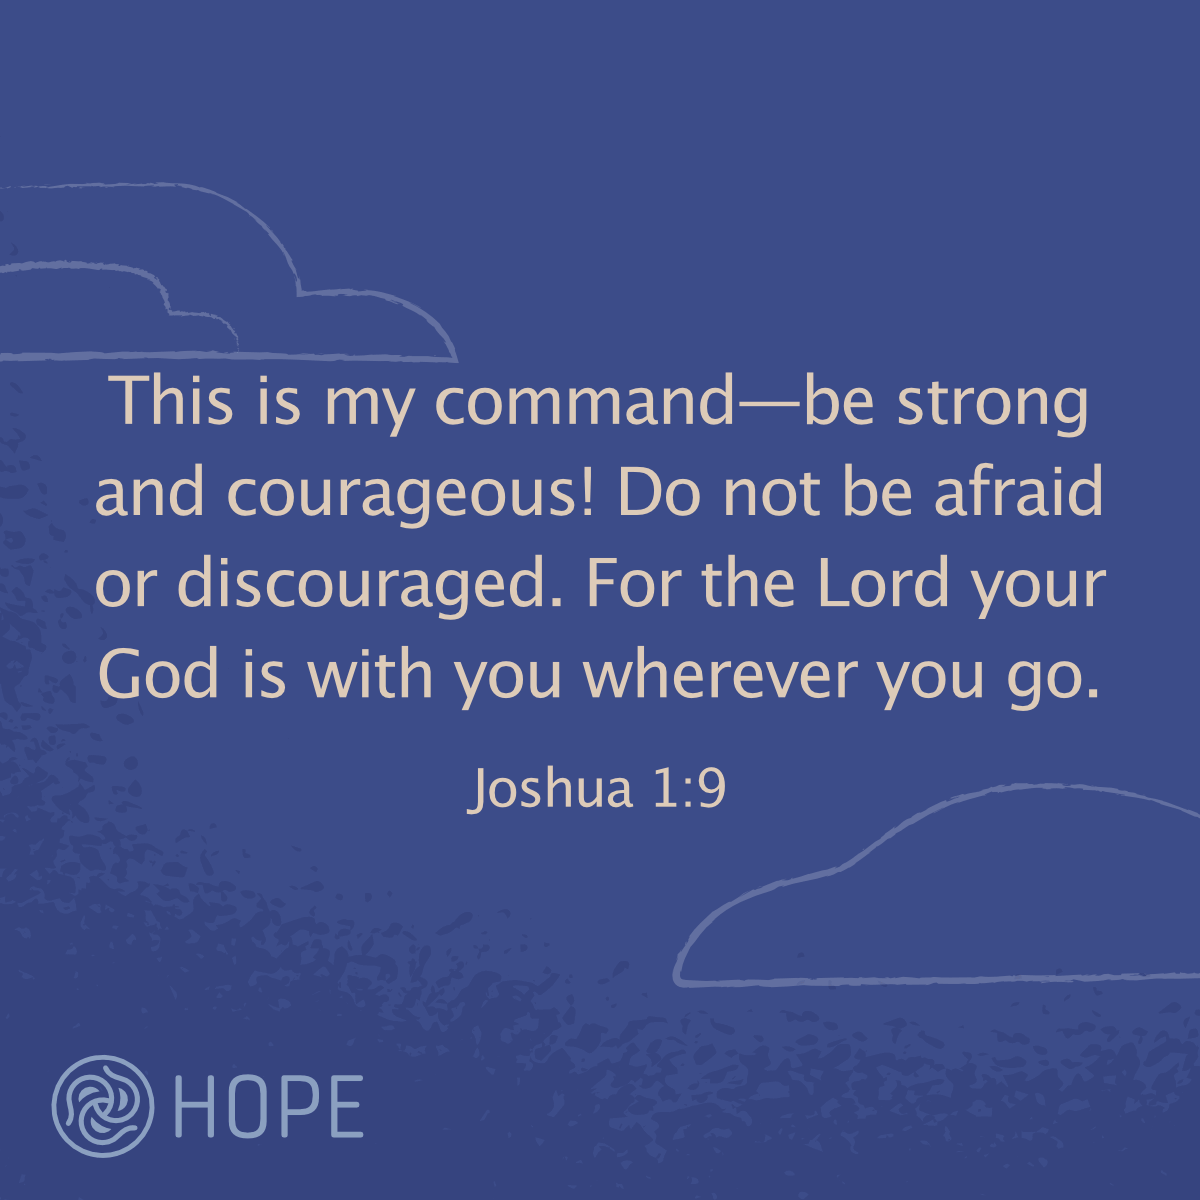 This is my command—be strong
and courageous! Do not be afraid
or discouraged. For the Lord your
God is with you wherever you go.
Joshua 1:9
HOPE